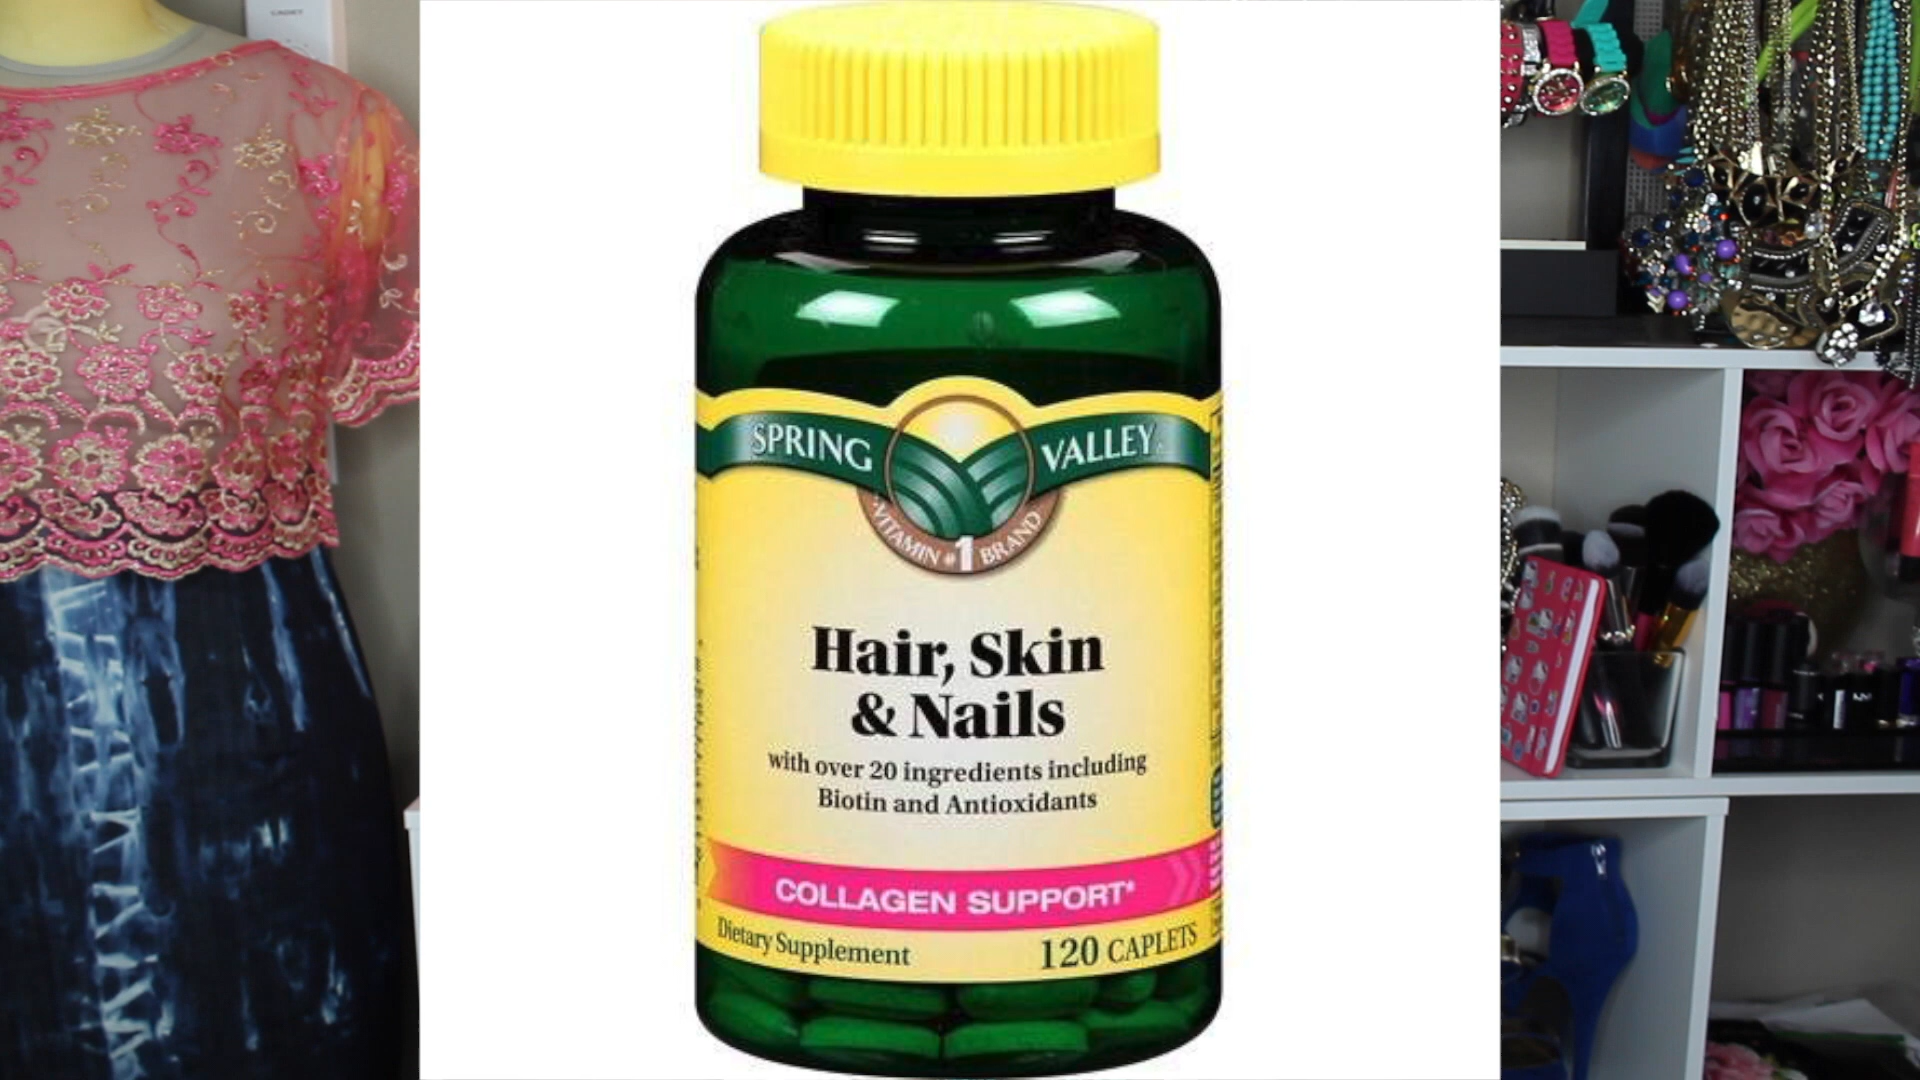 SPRING VALLEY
VITAMIN #1 BRAND
Hair, Skin
& Nails
with over 20 ingredients including
Biotin and Antioxidants
COLLAGEN SUPPORT*
Dietary Supplement
120 CAPLETS